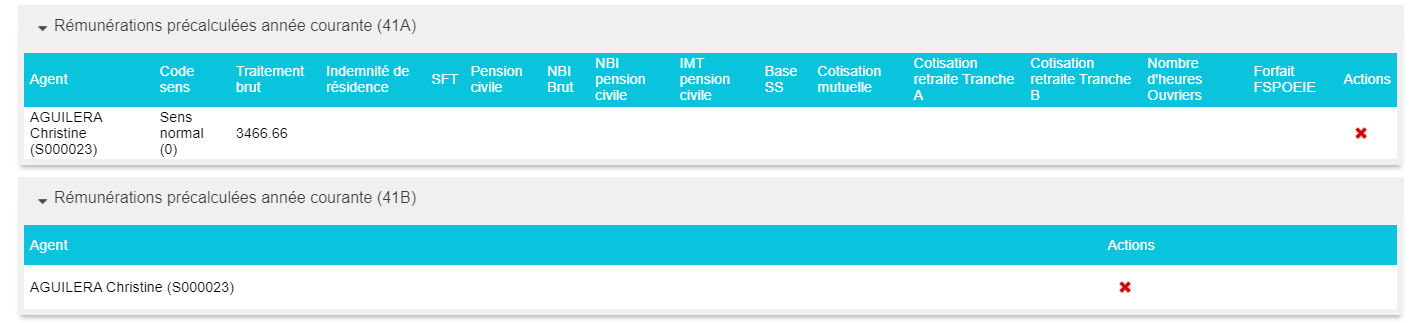 Rémunérations précalculées année courante (41A)
Agent
Code
sens
Traitement
brut
Indemnité de
résidence
SFT
Pension
civile
NBI
Brut
NBI
pension
civile
IMT
pension
civile
Base
SS
Cotisation
mutuelle
Cotisation
retraite Tranche
A
Cotisation
retraite Tranche
B
Nombre
d'heures
Ouvriers
Forfait
FSPOEIE
Actions
AGUILERA
Christine
(S000023)
Sens
normal
(0)
3466.66
Rémunérations précalculées année courante (41B)
Agent
Actions
AGUILERA Christine (S000023)